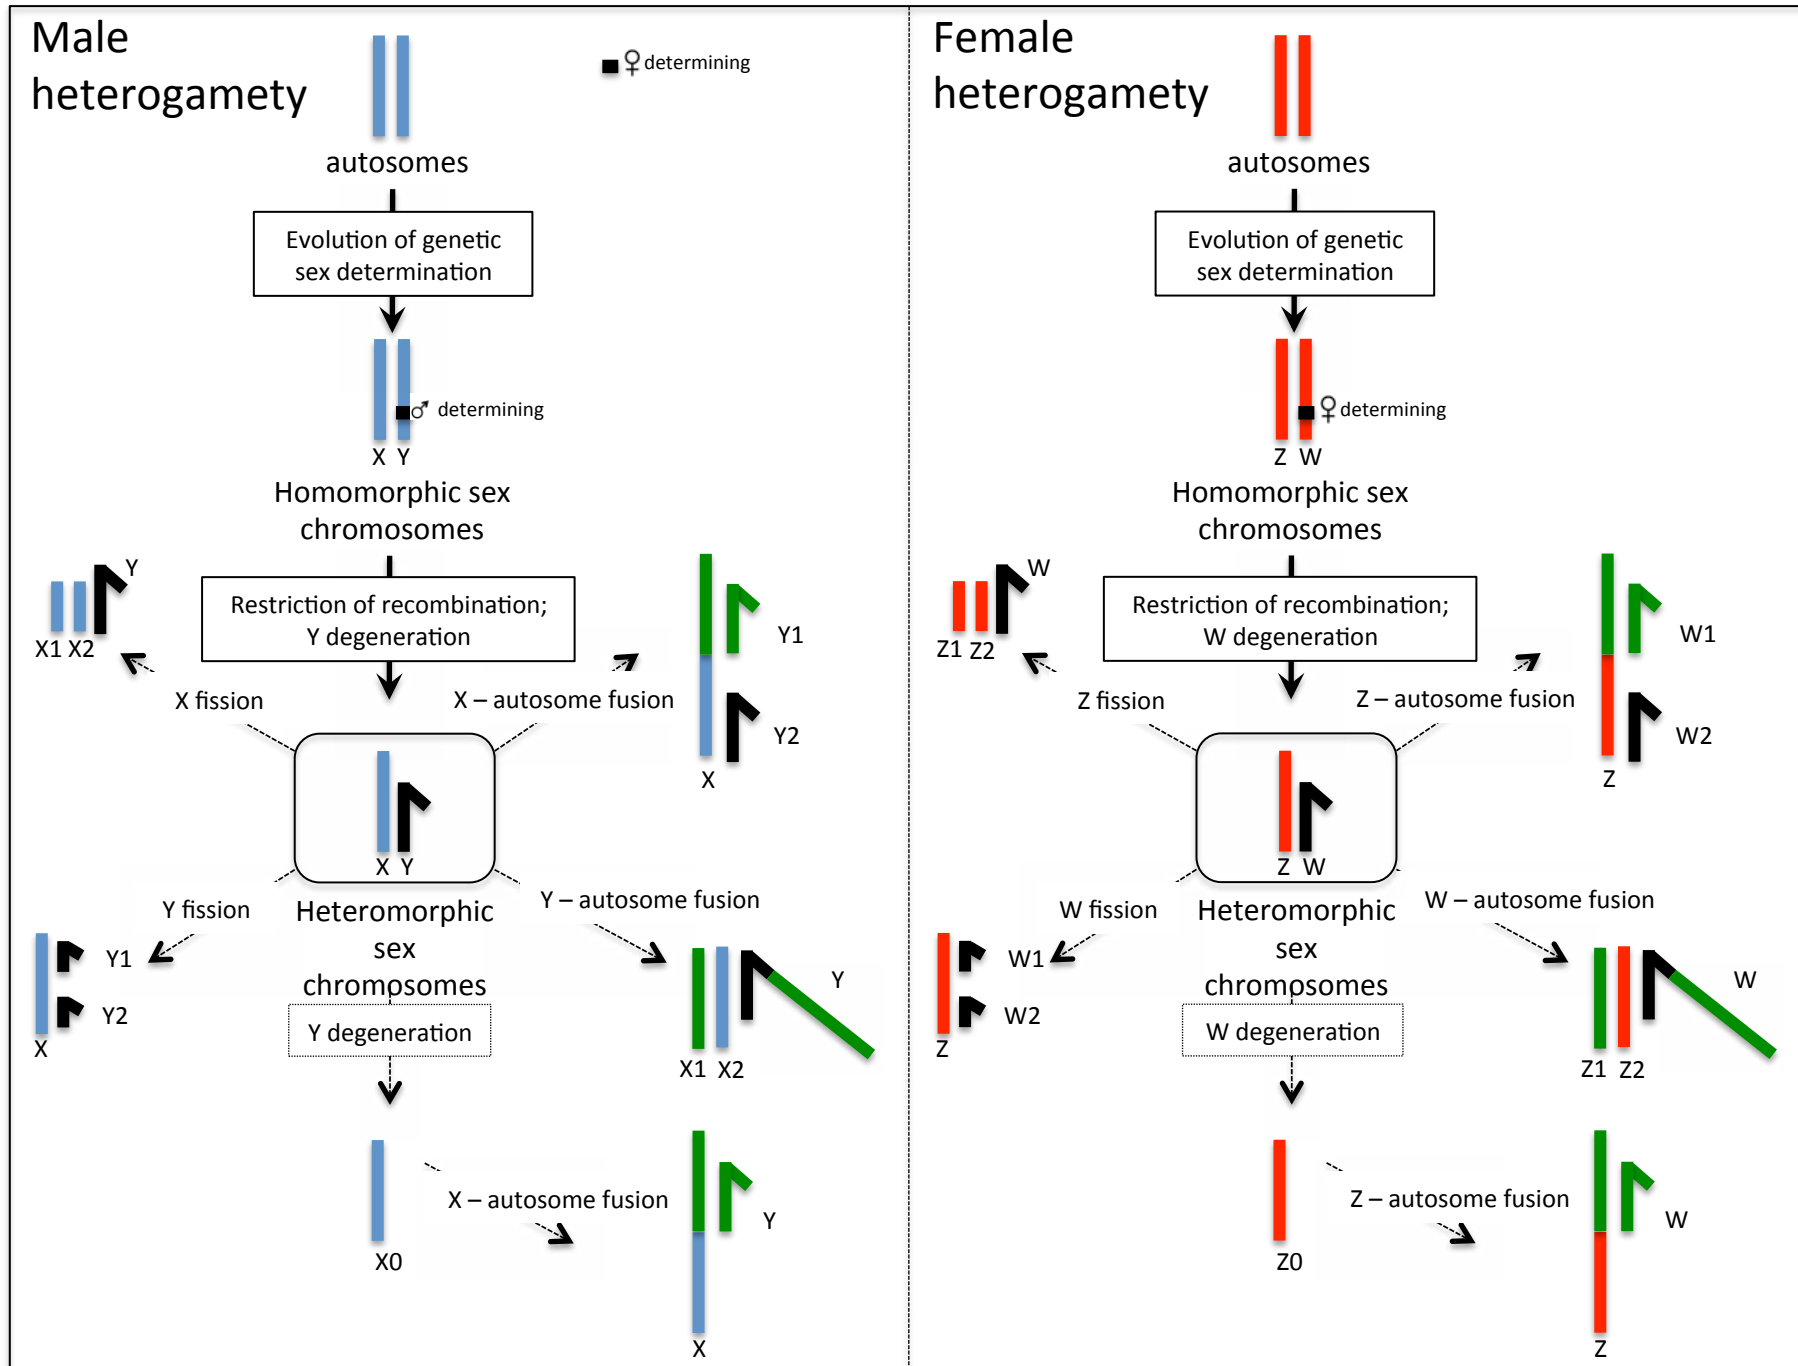 Male
heterogamety
■ ♀ determining
autosomes
Evolution of genetic
sex determination
♂ determining
X Y
Homomorphic sex
chromosomes
Y
X1 X2
Restriction of recombination;
Y degeneration
Y1
Y2
X
X fission
X – autosome fusion
X Y
Heteromorphic
sex
chromosomes
Y fission
Y – autosome fusion
Y1
Y2
X
Y
X1 X2
Y degeneration
X0
X – autosome fusion
Y
X
Female
heterogamety
autosomes
Evolution of genetic
sex determination
♀ determining
Z W
Homomorphic sex
chromosomes
W
Z1 Z2
Restriction of recombination;
W degeneration
W1
W2
Z
Z fission
Z – autosome fusion
Z W
Heteromorphic
sex
chromosomes
W fission
W – autosome fusion
W1
W2
Z
W
Z1 Z2
W degeneration
Z0
Z – autosome fusion
W
Z